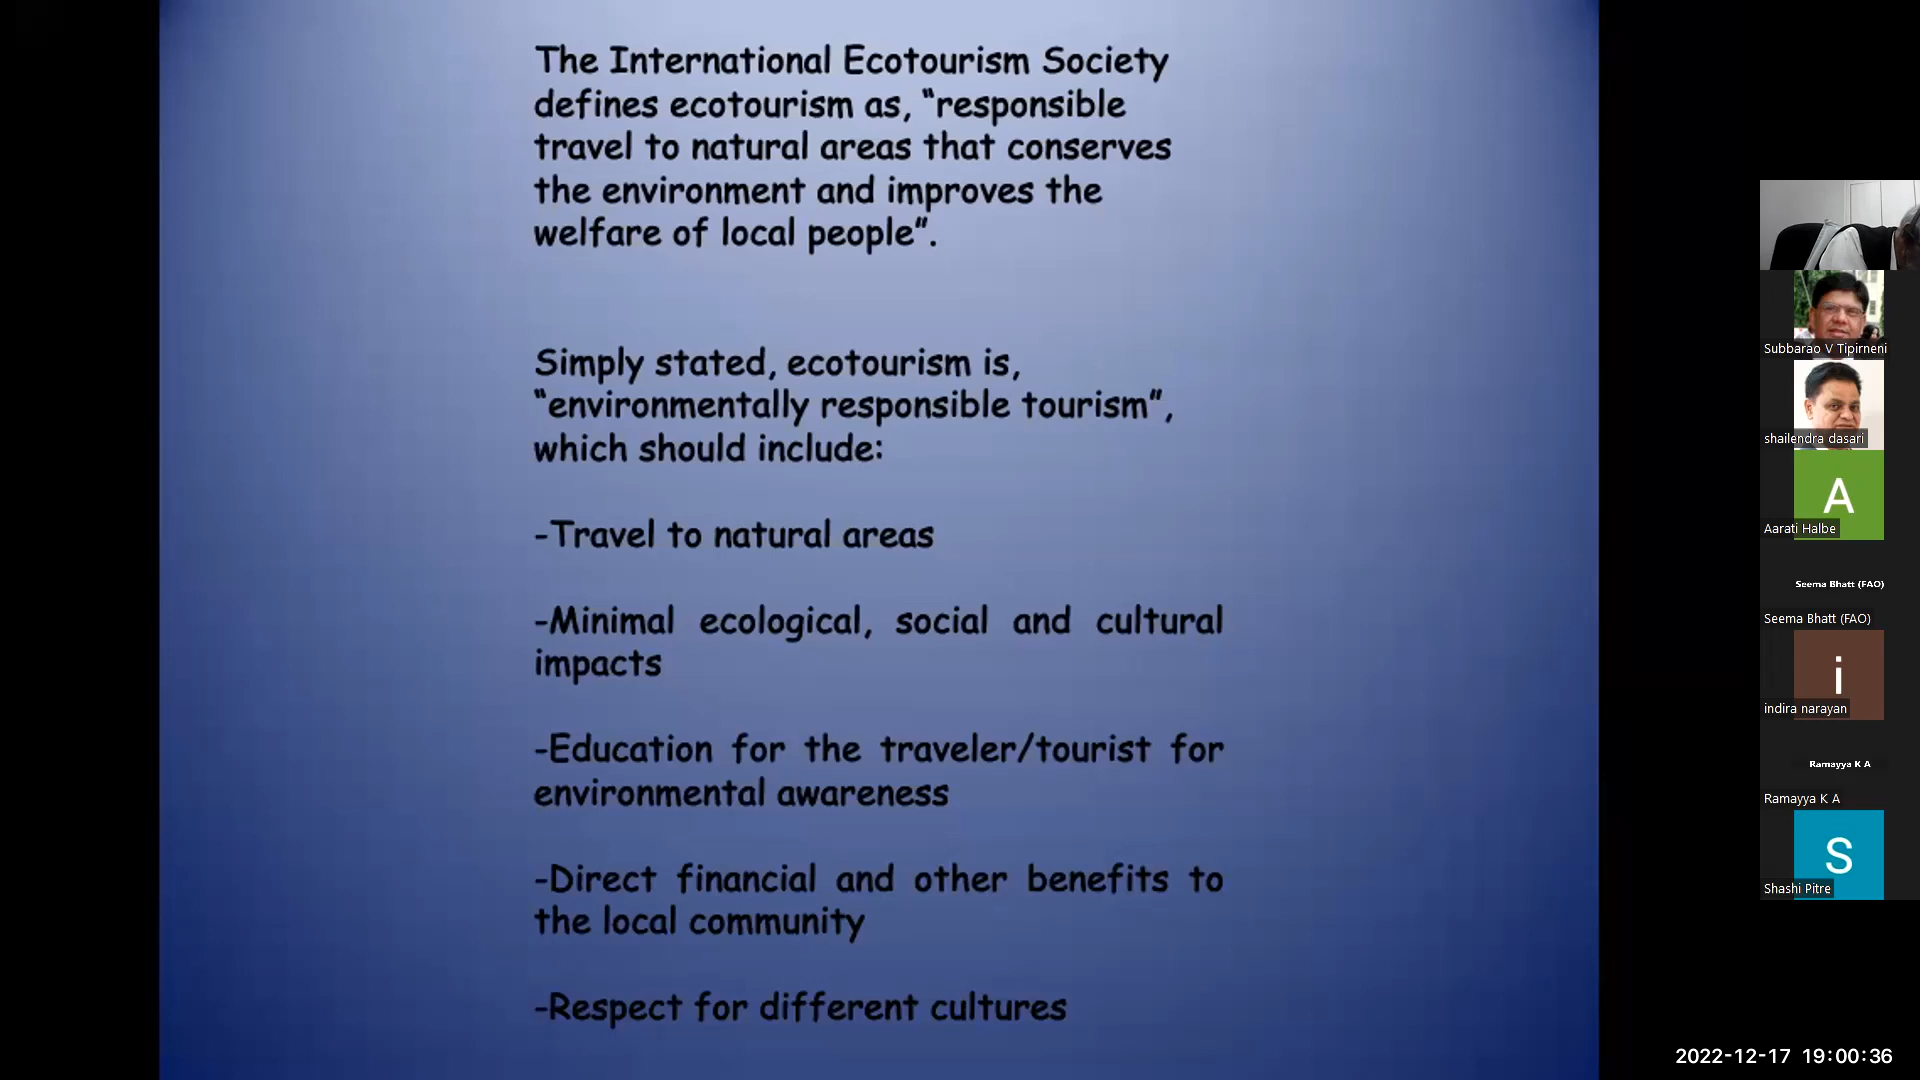 The International Ecotourism Society
defines ecotourism as, “responsible
travel to natural areas that conserves
the environment and improves the
welfare of local people”.
Simply stated, ecotourism is,
“environmentally responsible tourism”,
which should include:
-Travel to natural areas
-Minimal ecological, social and cultural
impacts
-Education for the traveler/tourist for
environmental awareness
-Direct financial and other benefits to
the local community
-Respect for different cultures
Subbarao V Tipirneni
shailendra dasari
A
Aarati Halbe
Seema Bhatt (FAO)
Seema Bhatt (FAO)
i
indira narayan
Ramayya K A
Ramayya K A
S
Shashi Pitre
2022-12-17 19:00:36